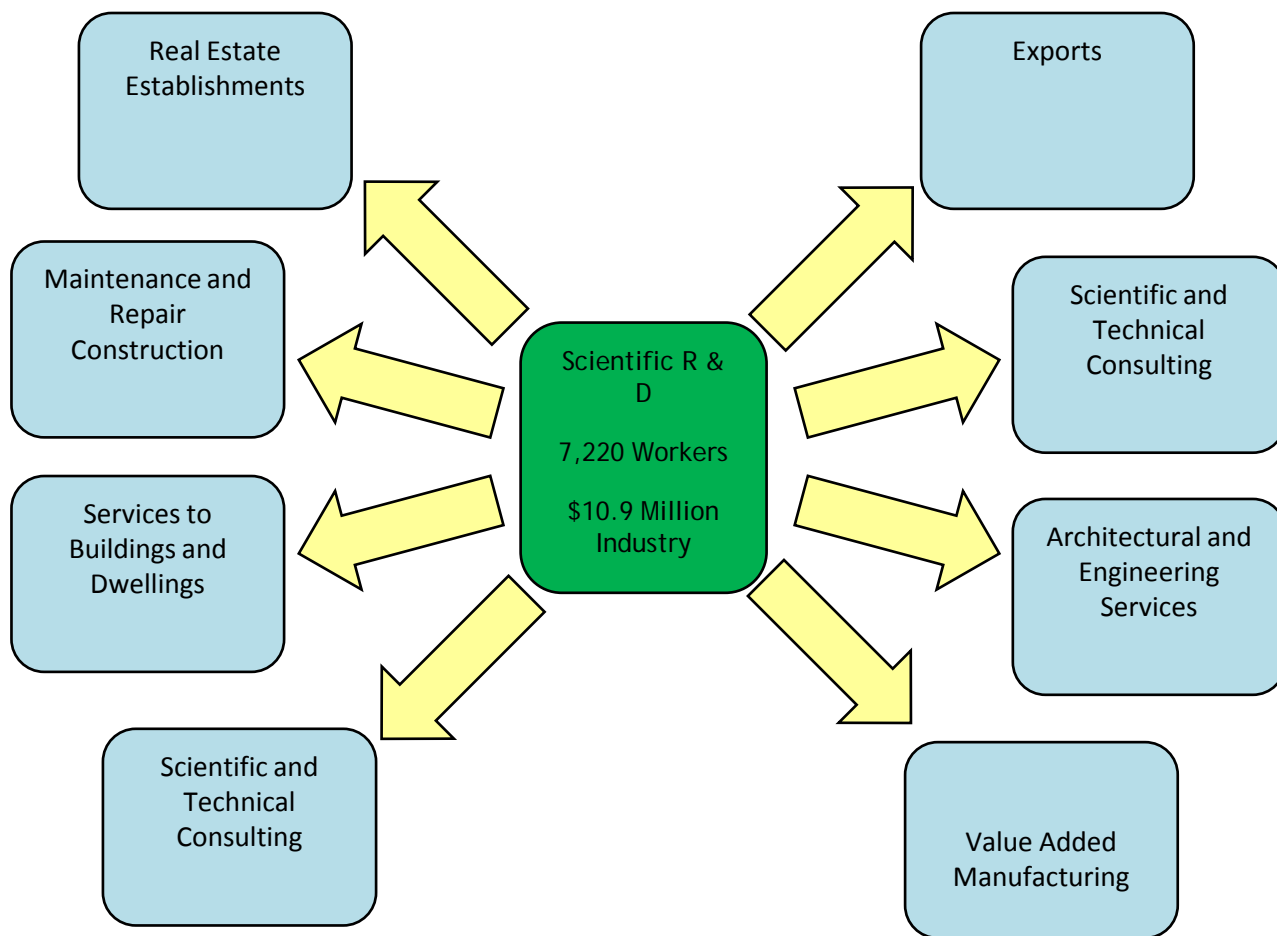 Real Estate
Establishments
Exports
Maintenance and
Repair
Construction
Scientific and
Technical
Consulting
Scientific R &
D
7,220 Workers
$10.9 Million
Industry
Services to
Buildings and
Dwellings
Architectural and
Engineering
Services
Scientific and
Technical
Consulting
Value Added
Manufacturing